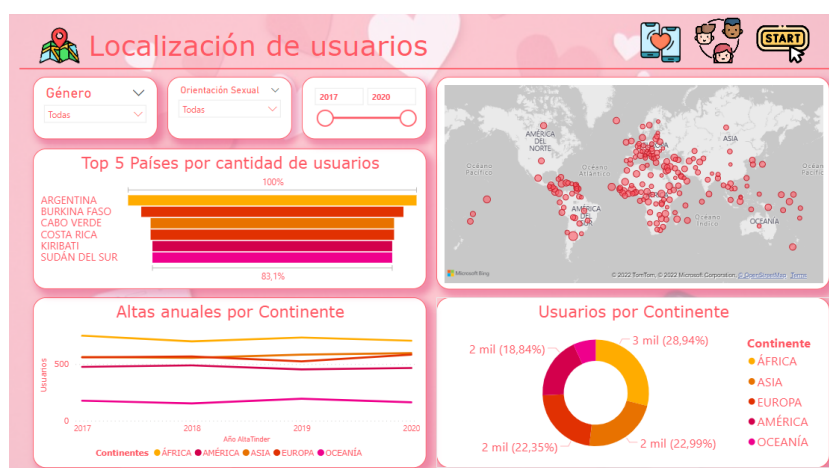 Localización de usuarios
START
Género
Todas
Orientación Sexual
Todas
2017 2020
Top 5 Países por cantidad de usuarios
100%
ARGENTINA
BURKINA FASO
CABO VERDE
COSTA RICA
KIRIBATI
SUDÁN DEL SUR
83,1%
AMÉRICA
DEL
NORTE
ASIA
Océano
Pacífico
Océano
Atlántico
AMÉRICA
DEL
SUR
Océano
Índico
OCEANÍA
Microsoft Bing
© 2022 TomTom, © 2022 Microsoft Corporation, © OpenStreetMap Terms
Altas anuales por Continente
Usuarios
500
0
2017 2018 2019 2020
Año AltaTinder
Continentes ÁFRICA AMÉRICA ASIA EUROPA OCEANÍA
Usuarios por Continente
3 mil (28,94%)
2 mil (18,84%)
2 mil (22,35%)
2 mil (22,99%)
Continente
ÁFRICA
ASIA
EUROPA
AMÉRICA
OCEANÍA